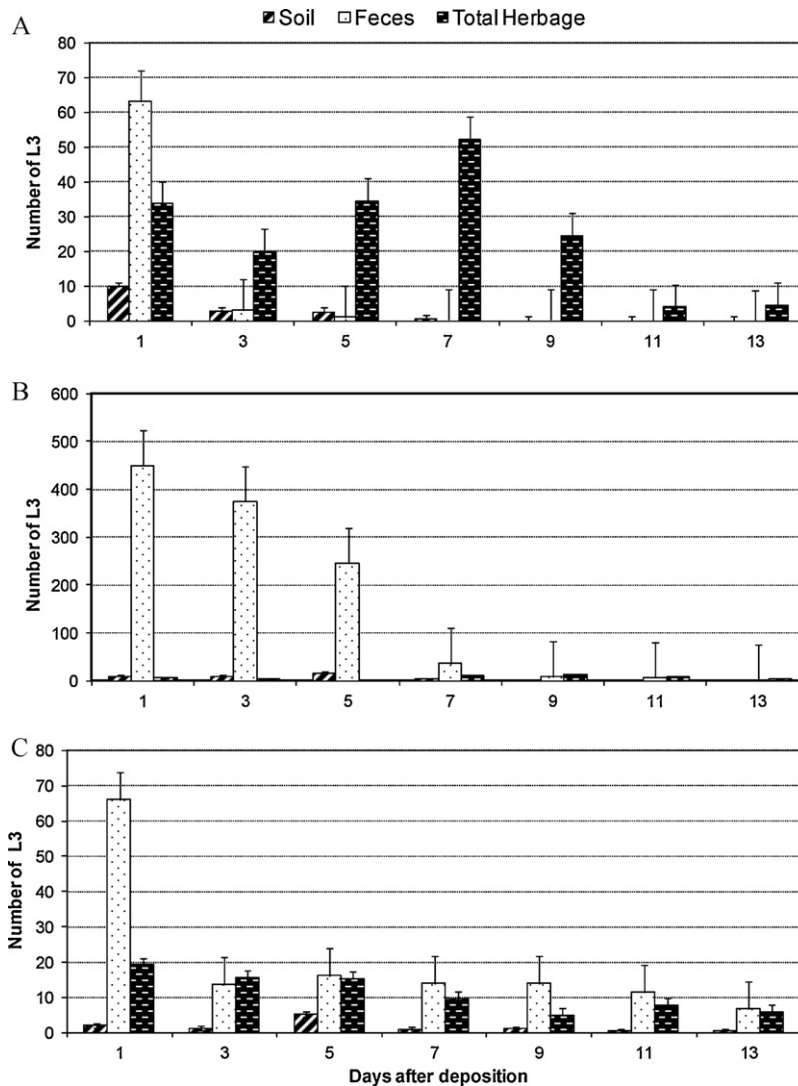 Soil Feces Total Herbage
A
Number of L3
80
70
60
50
40
30
20
10
0
1 3 5 7 9 11 13
B
Number of L3
600
500
400
300
200
100
0
1 3 5 7 9 11 13
C
Number of L3
80
70
60
50
40
30
20
10
0
1 3 5 7 9 11 13
Days after deposition